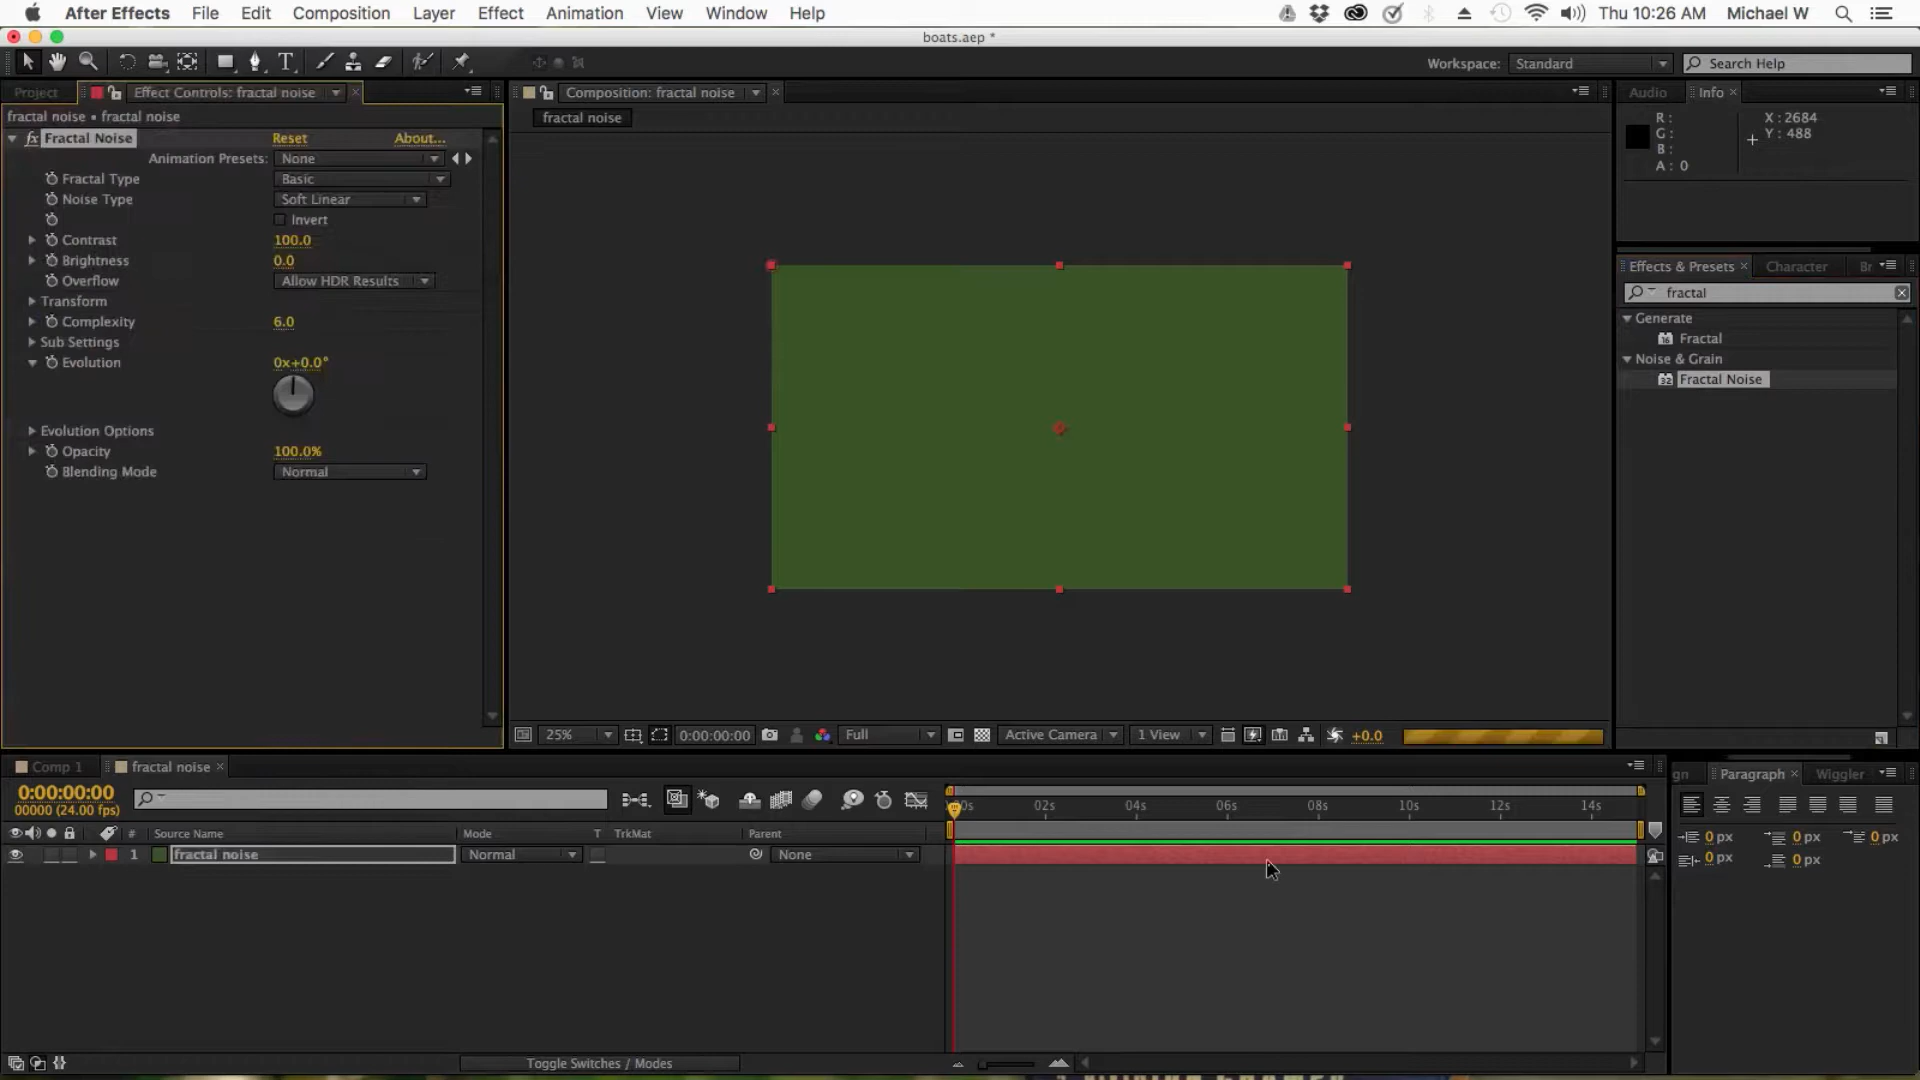 After Effects File Edit Composition Layer Effect Animation View Window Help Thu 10:26 AM Michael W
boats.aep *
Workspace: Standard Search Help
Project Effect Controls: fractal noise × Composition: fractal noise × Audio Info ×
fractal noise • fractal noise
fractal noise
R: X: 2684
G: Y: 488
B:
A: 0
fx Fractal Noise Reset About...
Animation Presets: None
Fractal Type Basic
Noise Type Soft Linear
Invert
Contrast 100.0
Brightness 0.0
Overflow Allow HDR Results
Transform
Complexity 6.0
Sub Settings
Evolution 0x+0.0°
Evolution Options
Opacity 100.0%
Blending Mode Normal
Effects & Presets × Character Br
fractal
Generate
16 Fractal
Noise & Grain
32 Fractal Noise
25% 0:00:00:00 Full Active Camera 1 View +0.0
Comp 1 fractal noise × gn Paragraph × Wiggler
0:00:00:00
00000 (24.00 fps)
00s 02s 04s 06s 08s 10s 12s 14s
# Source Name Mode T TrkMat Parent
1 fractal noise Normal None
0 px 0 px 0 px
0 px 0 px
Toggle Switches / Modes